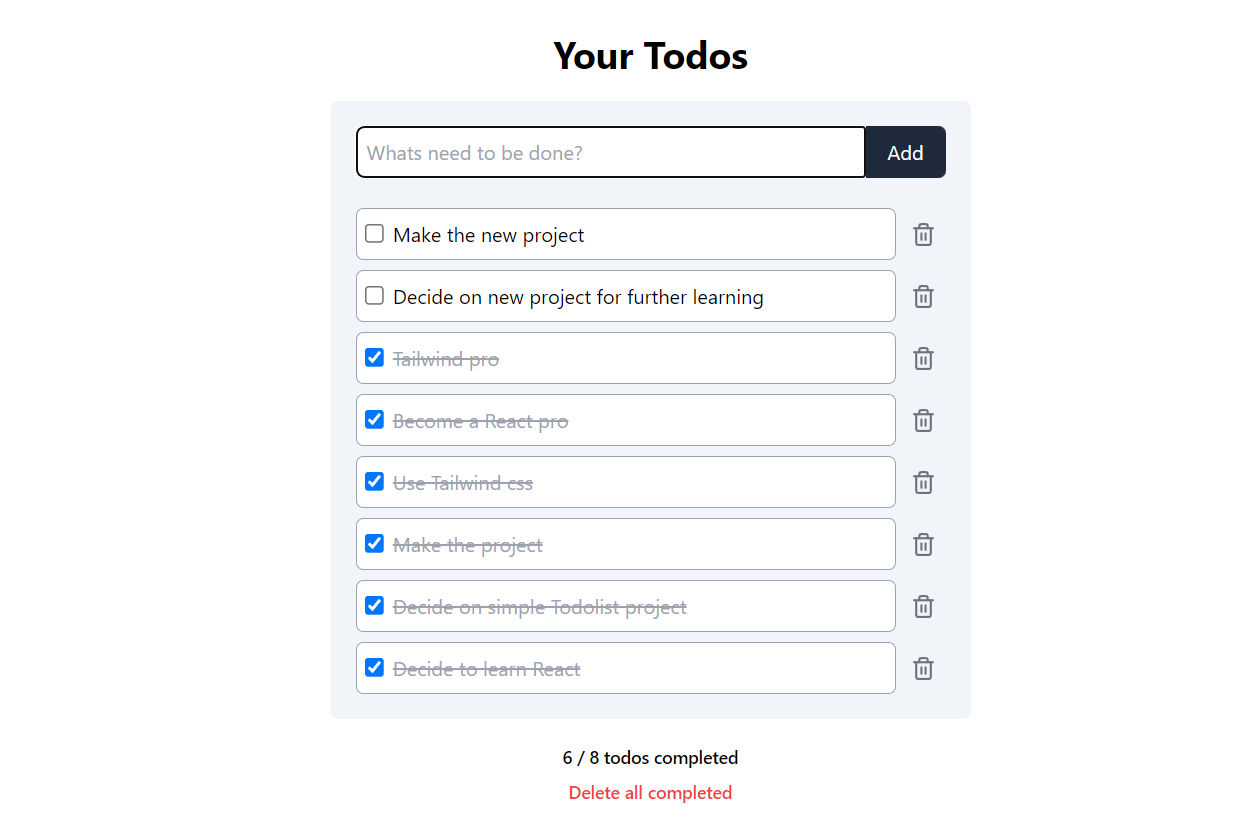 Your Todos
Whats need to be done?
Add
Make the new project
Decide on new project for further learning
Tailwind pro
Become a React pro
Use Tailwind css
Make the project
Decide on simple Todolist project
Decide to learn React
6 / 8 todos completed
Delete all completed